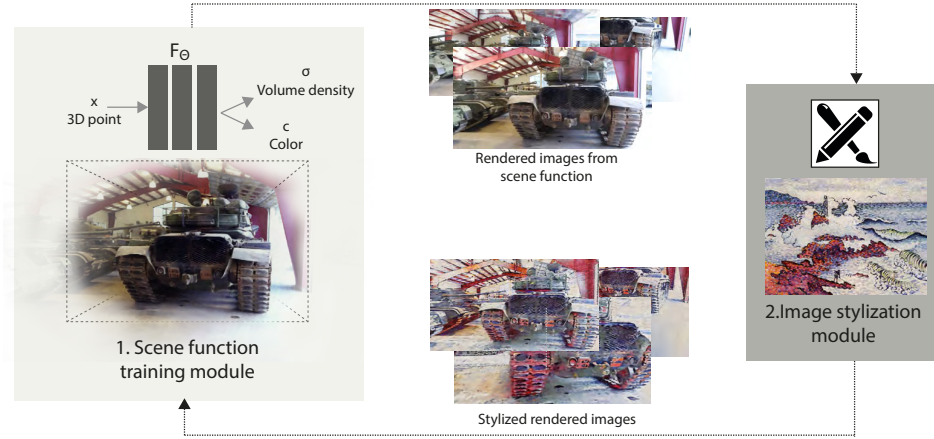 F_Θ
x
3D point
σ
Volume density
c
Color
1. Scene function
training module
Rendered images from
scene function
Stylized rendered images
2.Image stylization
module